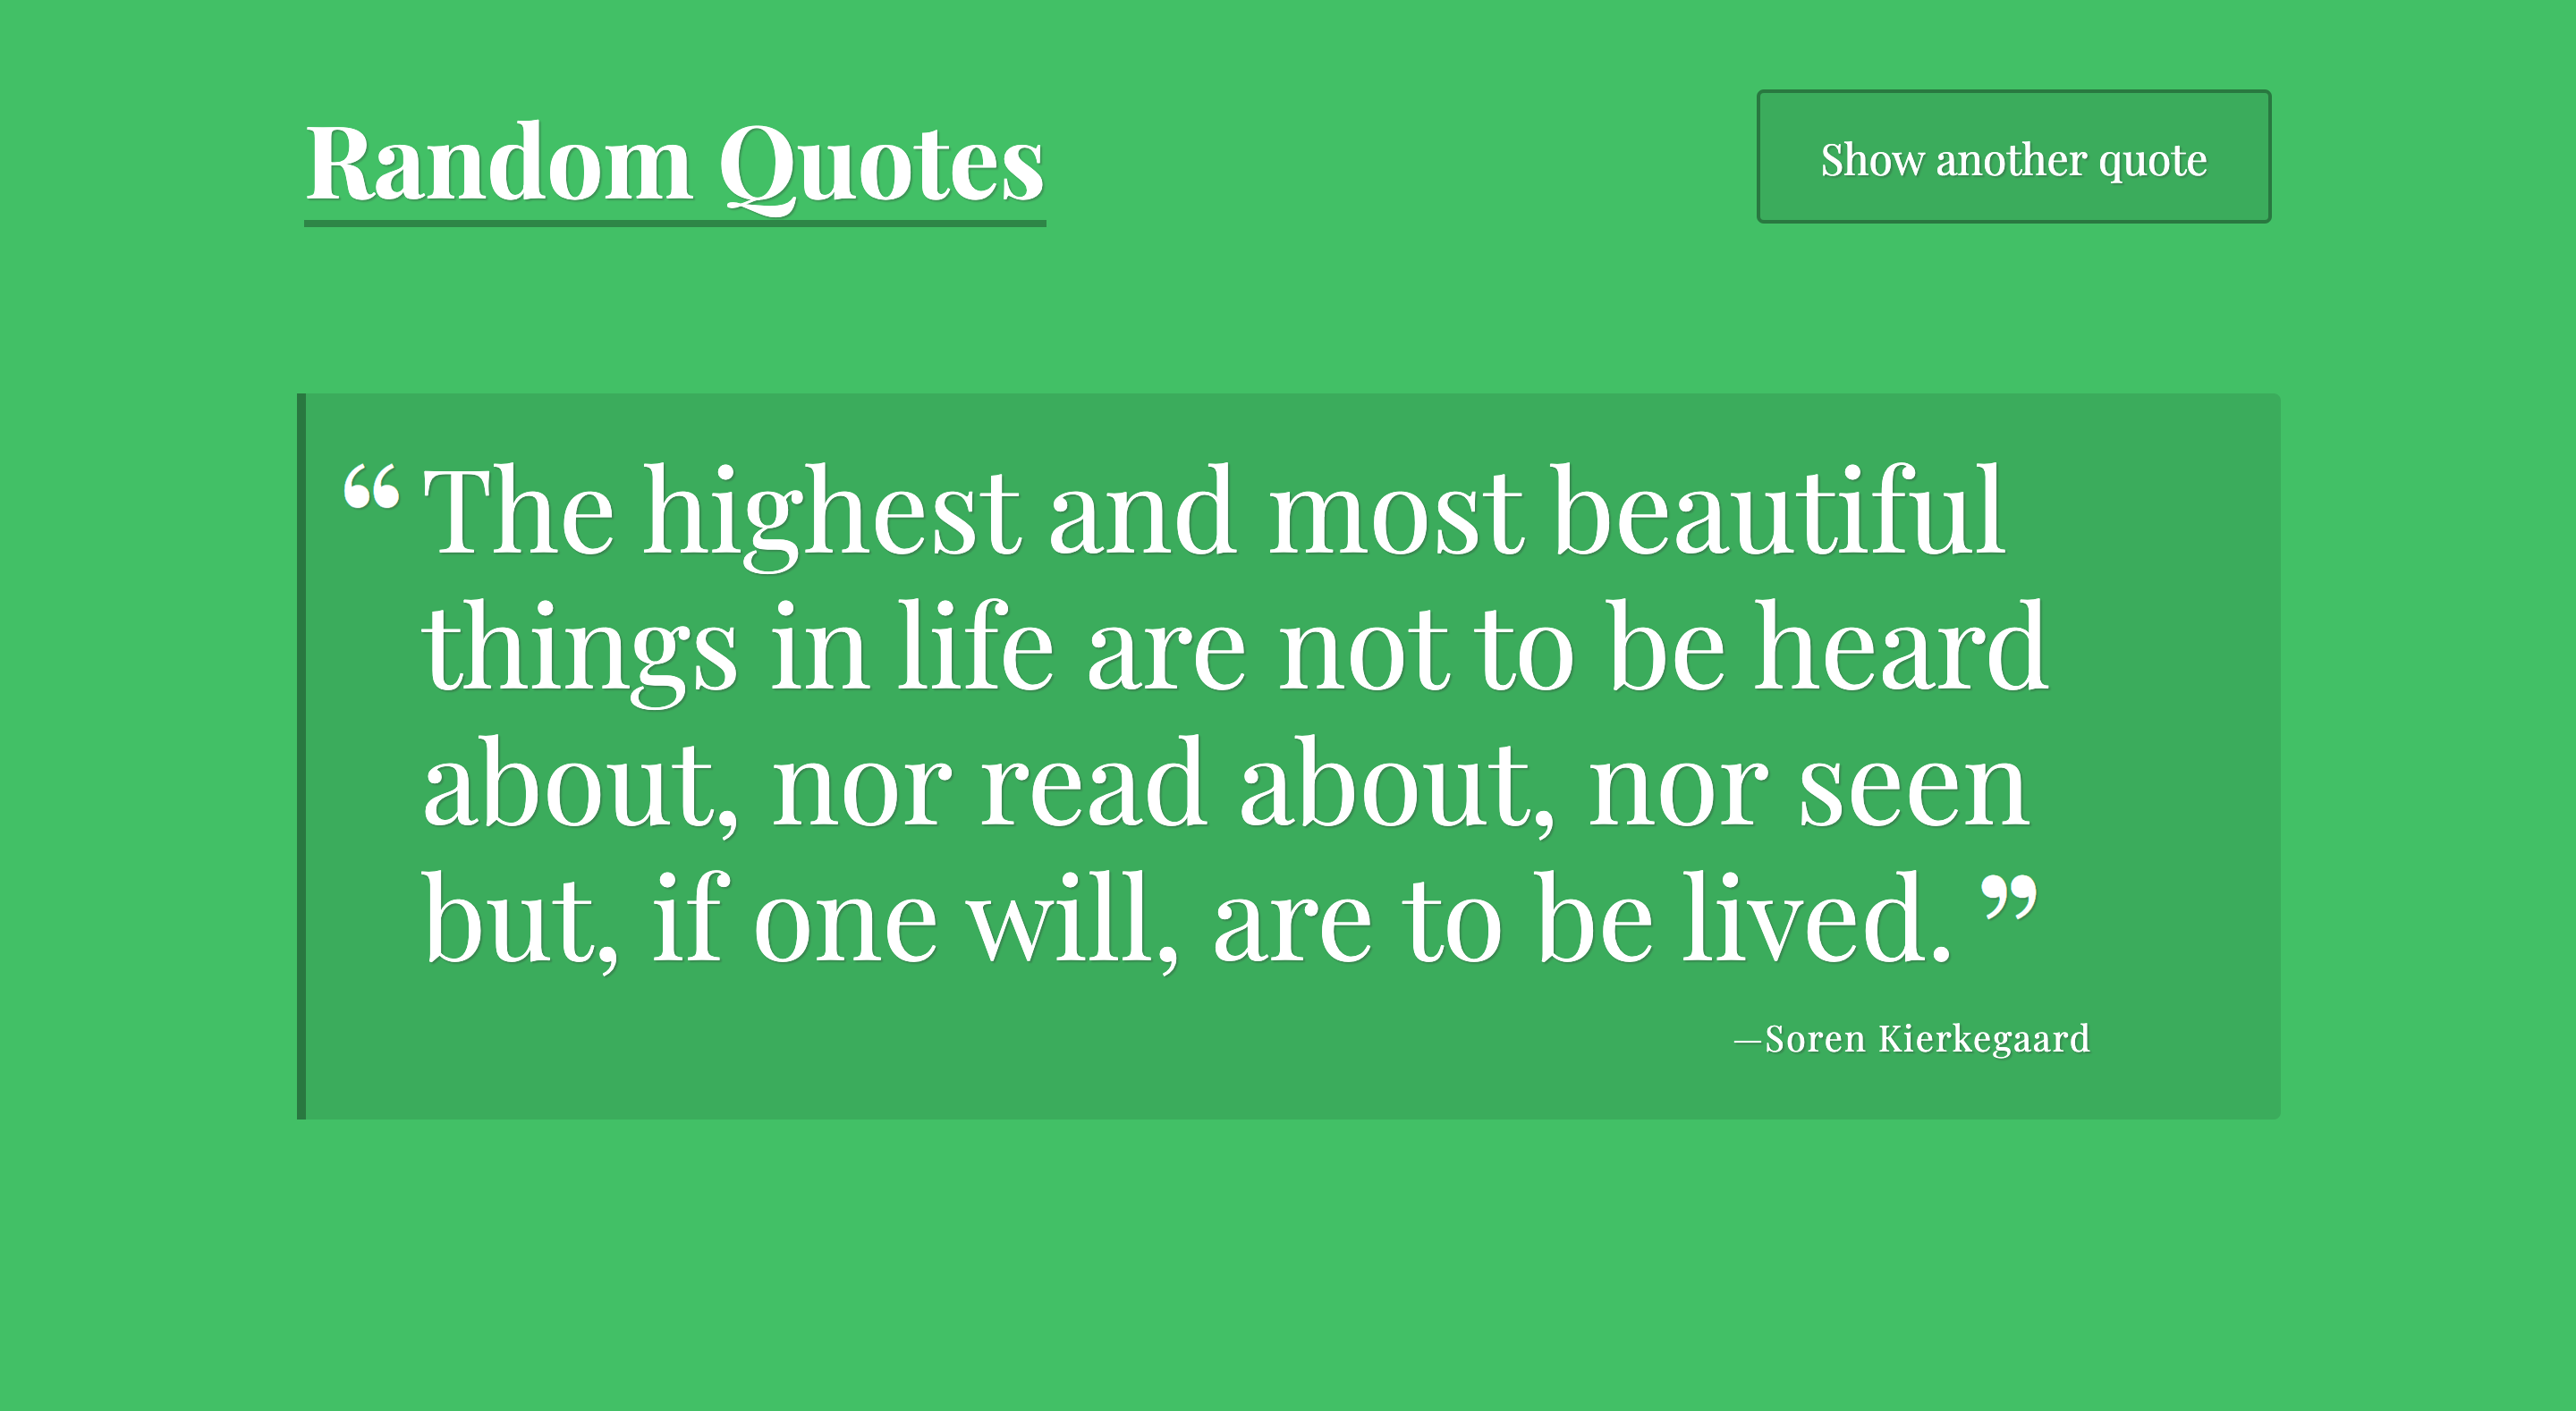 Random Quotes
Show another quote
“ The highest and most beautiful
things in life are not to be heard
about, nor read about, nor seen
but, if one will, are to be lived. ”
—Soren Kierkegaard